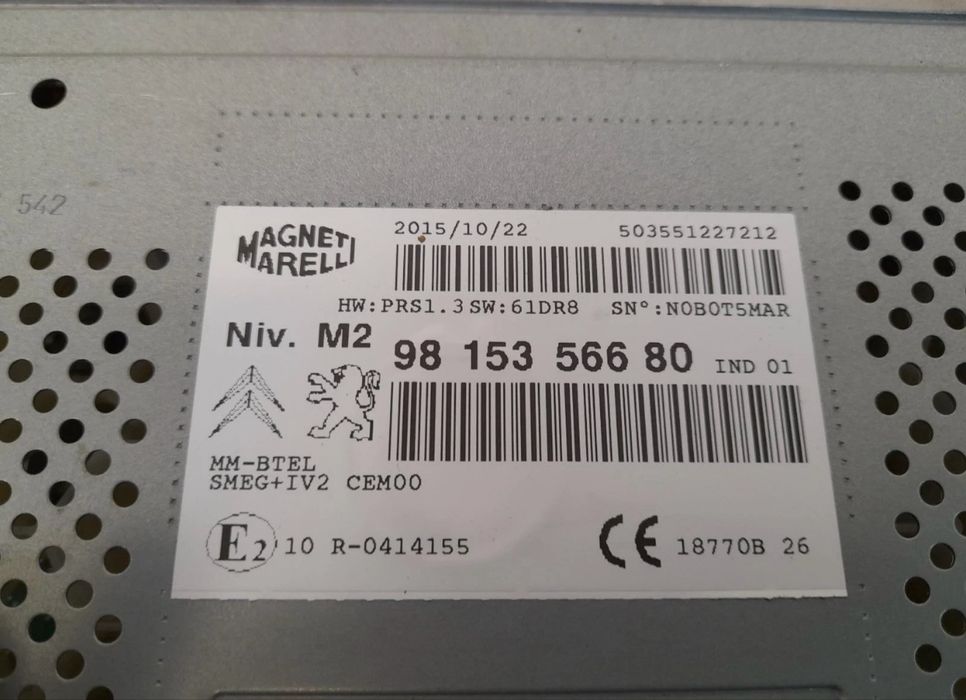 542
MAGNETI
MARELLI
2015/10/22 503551227212
HW:PRS1.3 SW:61DR8 SN°:N0B0T5MAR
Niv. M2
98 153 566 80 IND 01
MM-BTEL
SMEG+IV2 CEM00
E2 10 R-0414155
CE 18770B 26